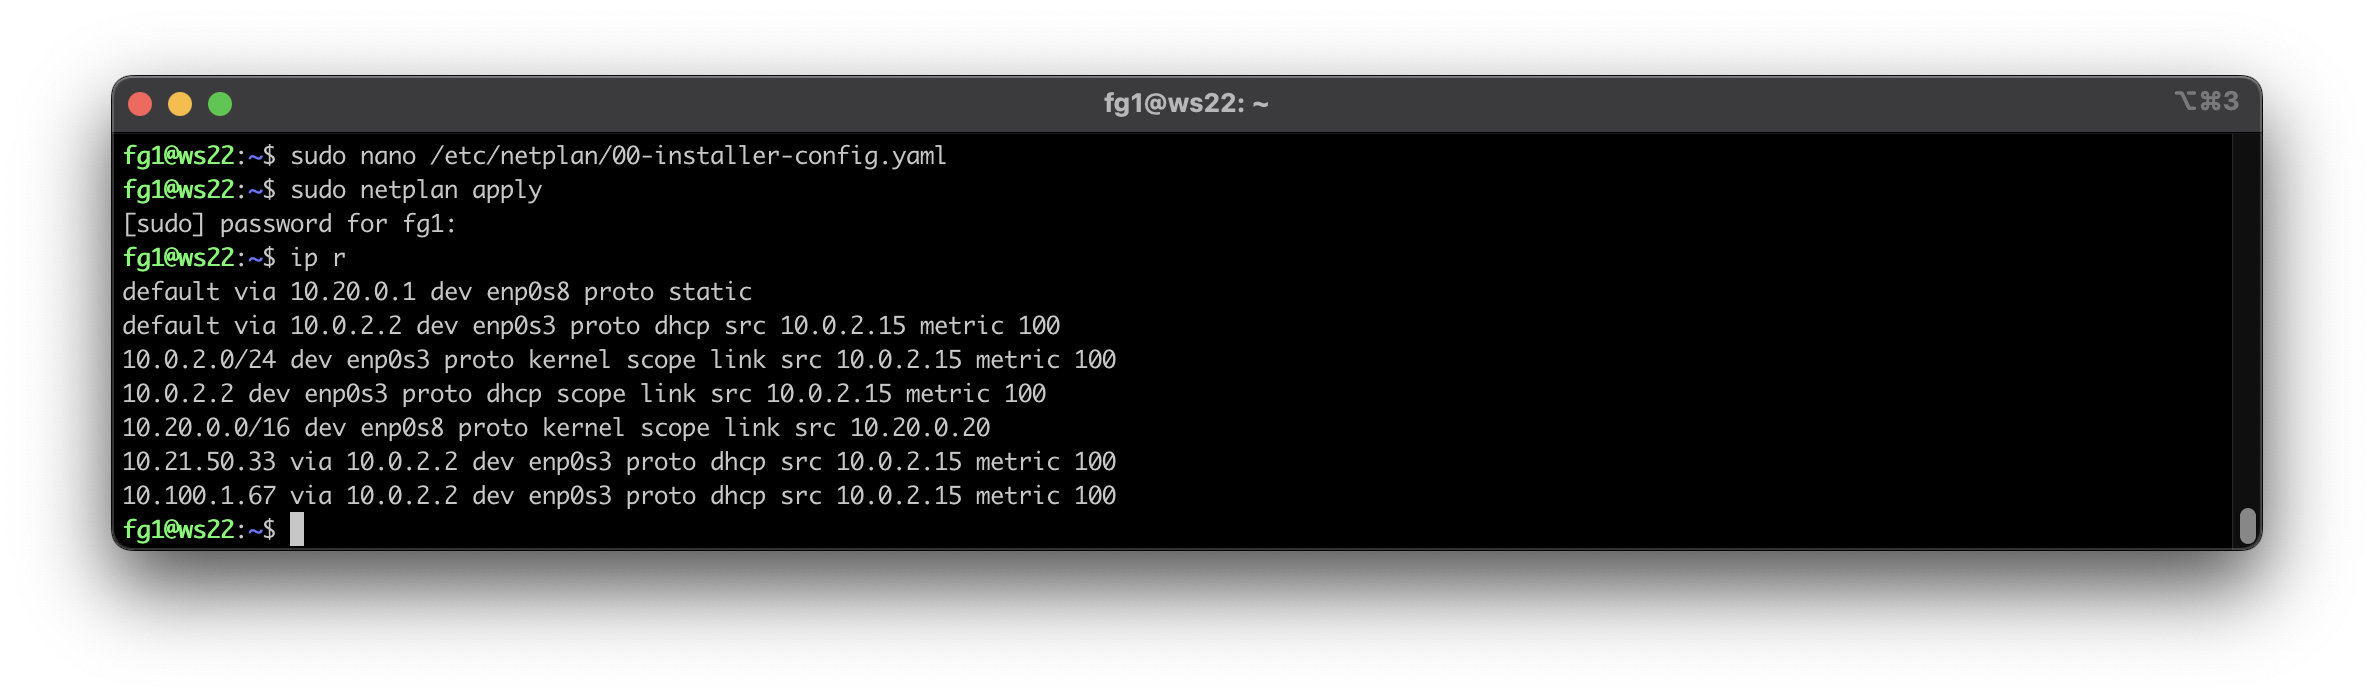 fg1@ws22: ~
⌥⌘3
fg1@ws22:~$ sudo nano /etc/netplan/00-installer-config.yaml
fg1@ws22:~$ sudo netplan apply
[sudo] password for fg1:
fg1@ws22:~$ ip r
default via 10.20.0.1 dev enp0s8 proto static
default via 10.0.2.2 dev enp0s3 proto dhcp src 10.0.2.15 metric 100
10.0.2.0/24 dev enp0s3 proto kernel scope link src 10.0.2.15 metric 100
10.0.2.2 dev enp0s3 proto dhcp scope link src 10.0.2.15 metric 100
10.20.0.0/16 dev enp0s8 proto kernel scope link src 10.20.0.20
10.21.50.33 via 10.0.2.2 dev enp0s3 proto dhcp src 10.0.2.15 metric 100
10.100.1.67 via 10.0.2.2 dev enp0s3 proto dhcp src 10.0.2.15 metric 100
fg1@ws22:~$